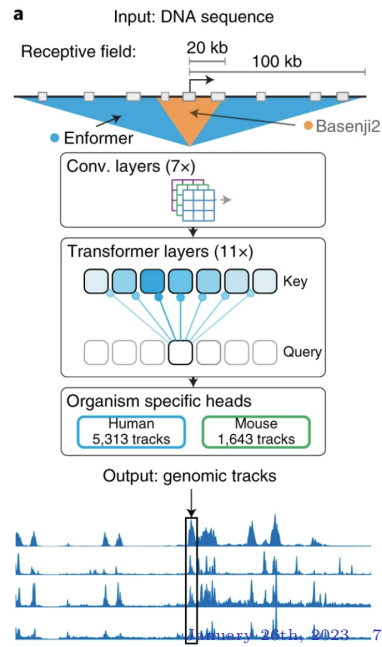 a
Input: DNA sequence
Receptive field:
20 kb
100 kb
Enformer
Basenji2
Conv. layers (7×)
Transformer layers (11×)
Key
Query
Organism specific heads
Human
5,313 tracks
Mouse
1,643 tracks
Output: genomic tracks
January 26th, 2023 7